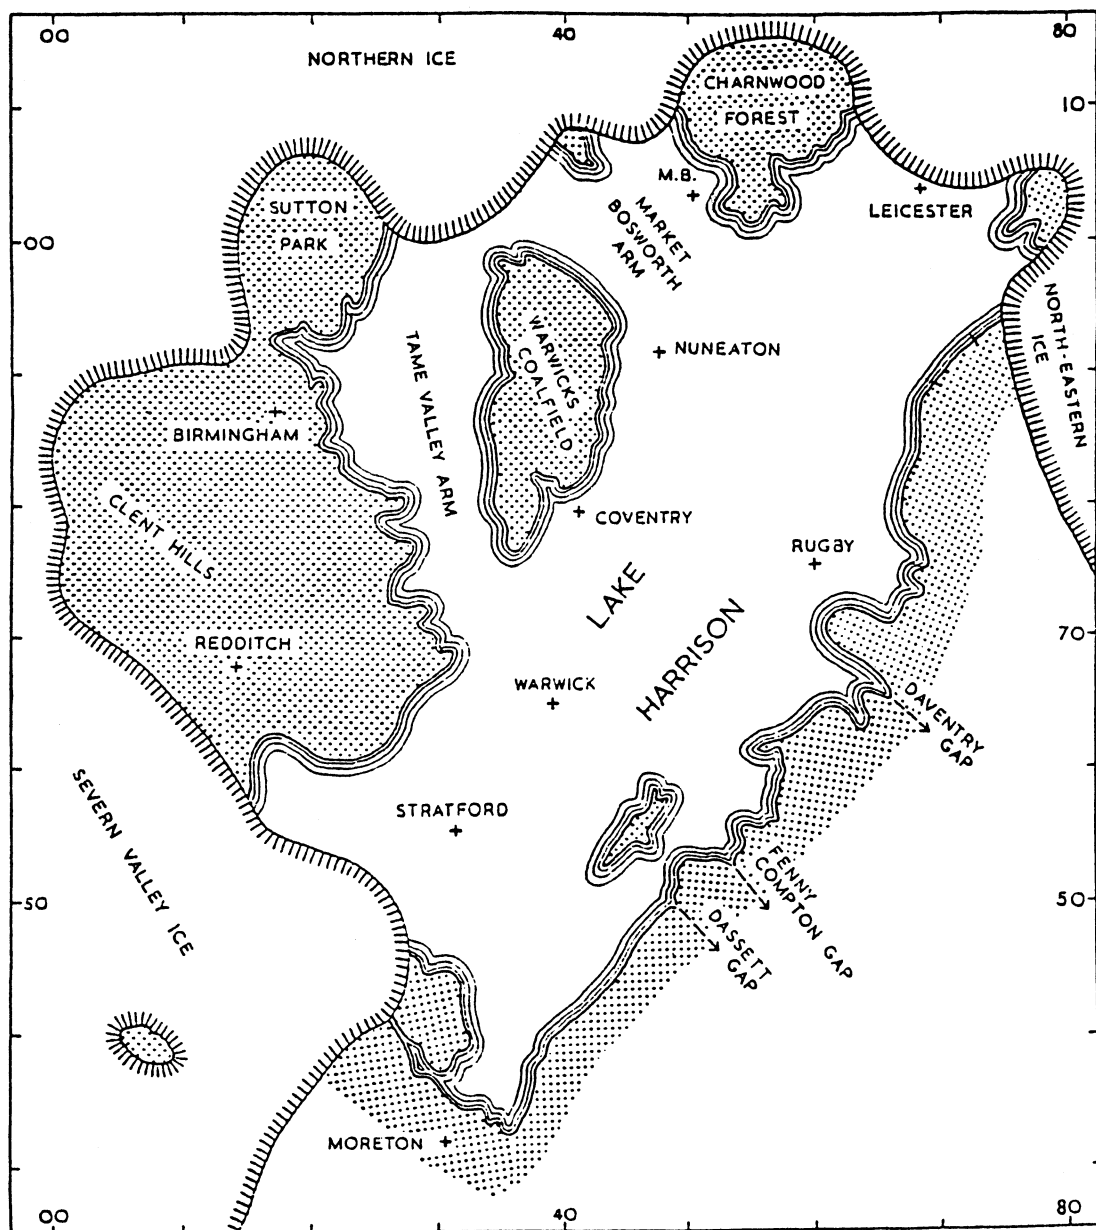 00
40
80
NORTHERN ICE
CHARNWOOD
FOREST
10
M.B.
LEICESTER
SUTTON
PARK
00
MARKET
BOSWORTH
ARM
NORTH-EASTERN
ICE
TAME VALLEY ARM
WARWICKS
COALFIELD
NUNEATON
BIRMINGHAM
CLENT HILLS
COVENTRY
RUGBY
LAKE
HARRISON
REDDITCH
70
WARWICK
DAVENTRY
GAP
SEVERN VALLEY ICE
STRATFORD
FENNY
COMPTON GAP
50
50
DASSETT
GAP
MORETON
00
40
80